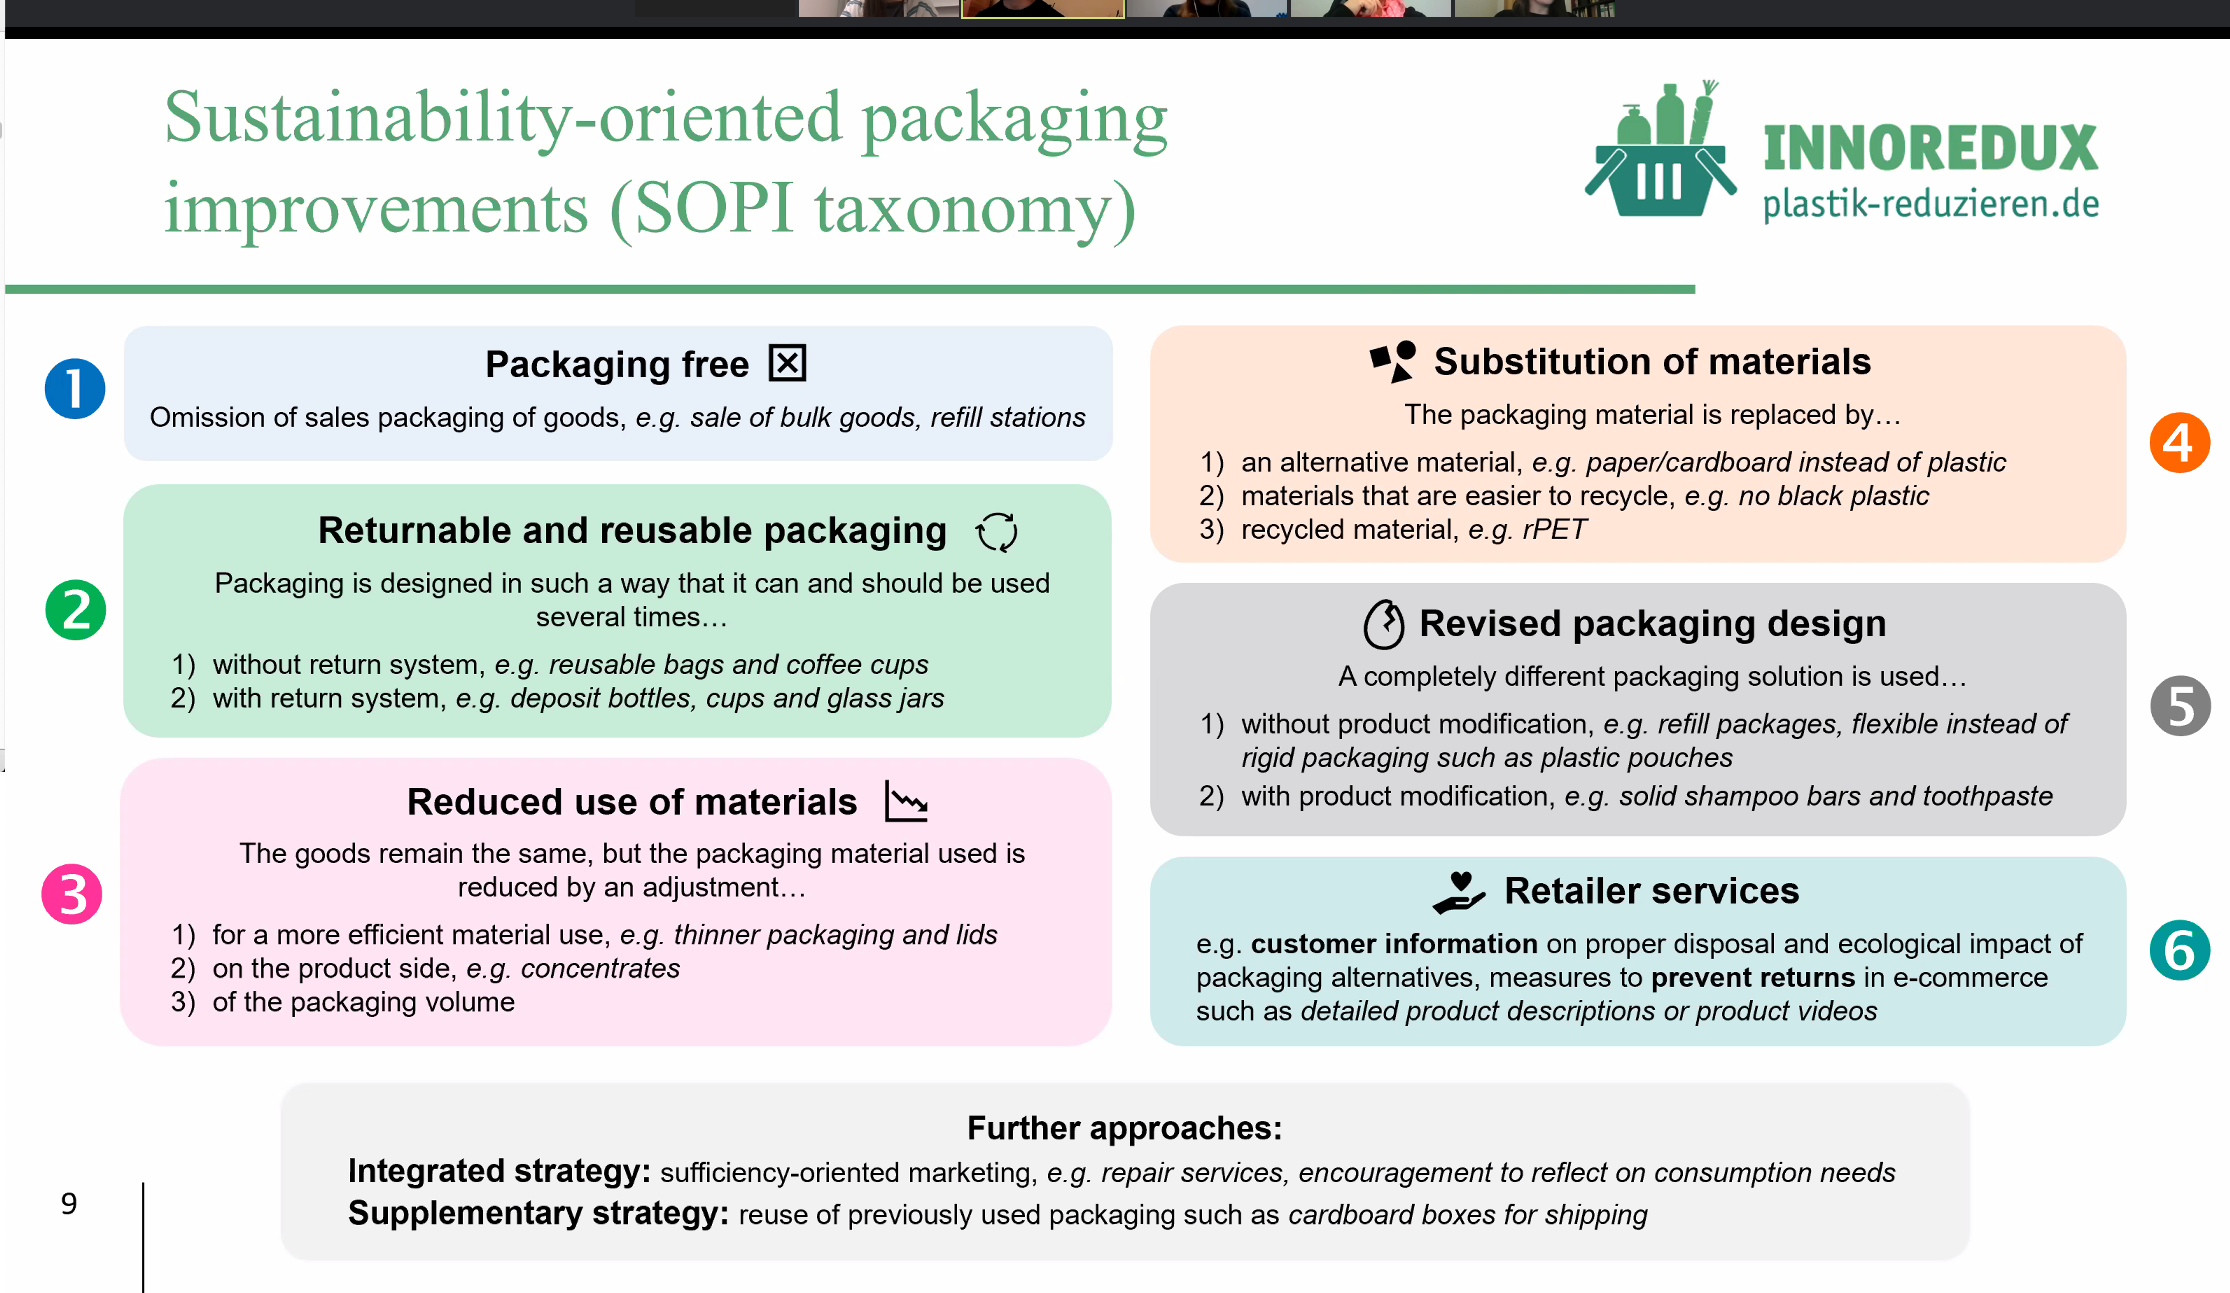 Sustainability-oriented packaging
improvements (SOPI taxonomy)
INNOREDUX
plastik-reduzieren.de
1
Packaging free
Omission of sales packaging of goods, e.g. sale of bulk goods, refill stations
2
Returnable and reusable packaging
Packaging is designed in such a way that it can and should be used
several times…
1) without return system, e.g. reusable bags and coffee cups
2) with return system, e.g. deposit bottles, cups and glass jars
3
Reduced use of materials
The goods remain the same, but the packaging material used is
reduced by an adjustment…
1) for a more efficient material use, e.g. thinner packaging and lids
2) on the product side, e.g. concentrates
3) of the packaging volume
Substitution of materials
The packaging material is replaced by…
1) an alternative material, e.g. paper/cardboard instead of plastic
2) materials that are easier to recycle, e.g. no black plastic
3) recycled material, e.g. rPET
4
Revised packaging design
A completely different packaging solution is used…
1) without product modification, e.g. refill packages, flexible instead of
rigid packaging such as plastic pouches
2) with product modification, e.g. solid shampoo bars and toothpaste
5
Retailer services
e.g. customer information on proper disposal and ecological impact of
packaging alternatives, measures to prevent returns in e-commerce
such as detailed product descriptions or product videos
6
Further approaches:
Integrated strategy: sufficiency-oriented marketing, e.g. repair services, encouragement to reflect on consumption needs
Supplementary strategy: reuse of previously used packaging such as cardboard boxes for shipping
9